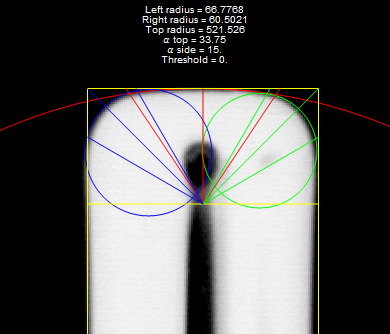 Left radius = 66.7768
Right radius = 60.5021
Top radius = 521.526
α top = 33.75
α side = 15.
Threshold = 0.